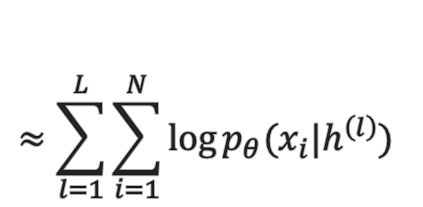 ≈ ∑_{l=1}^{L} ∑_{i=1}^{N} log p_θ(x_i|h^{(l)})